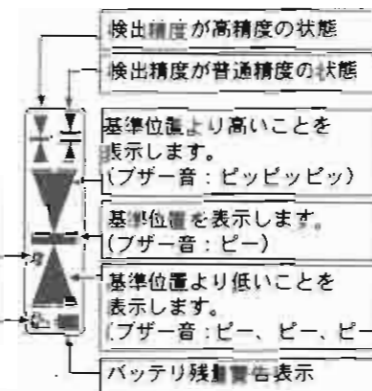 検出精度が高精度の状態
検出精度が普通精度の状態
基準位置より高いことを
表示します。
(ブザー音：ピッピッピッ)
基準位置を表示します。
(ブザー音：ピー)
基準位置より低いことを
表示します。
(ブザー音：ピー、ピー、ピー
バッテリ残量警告表示